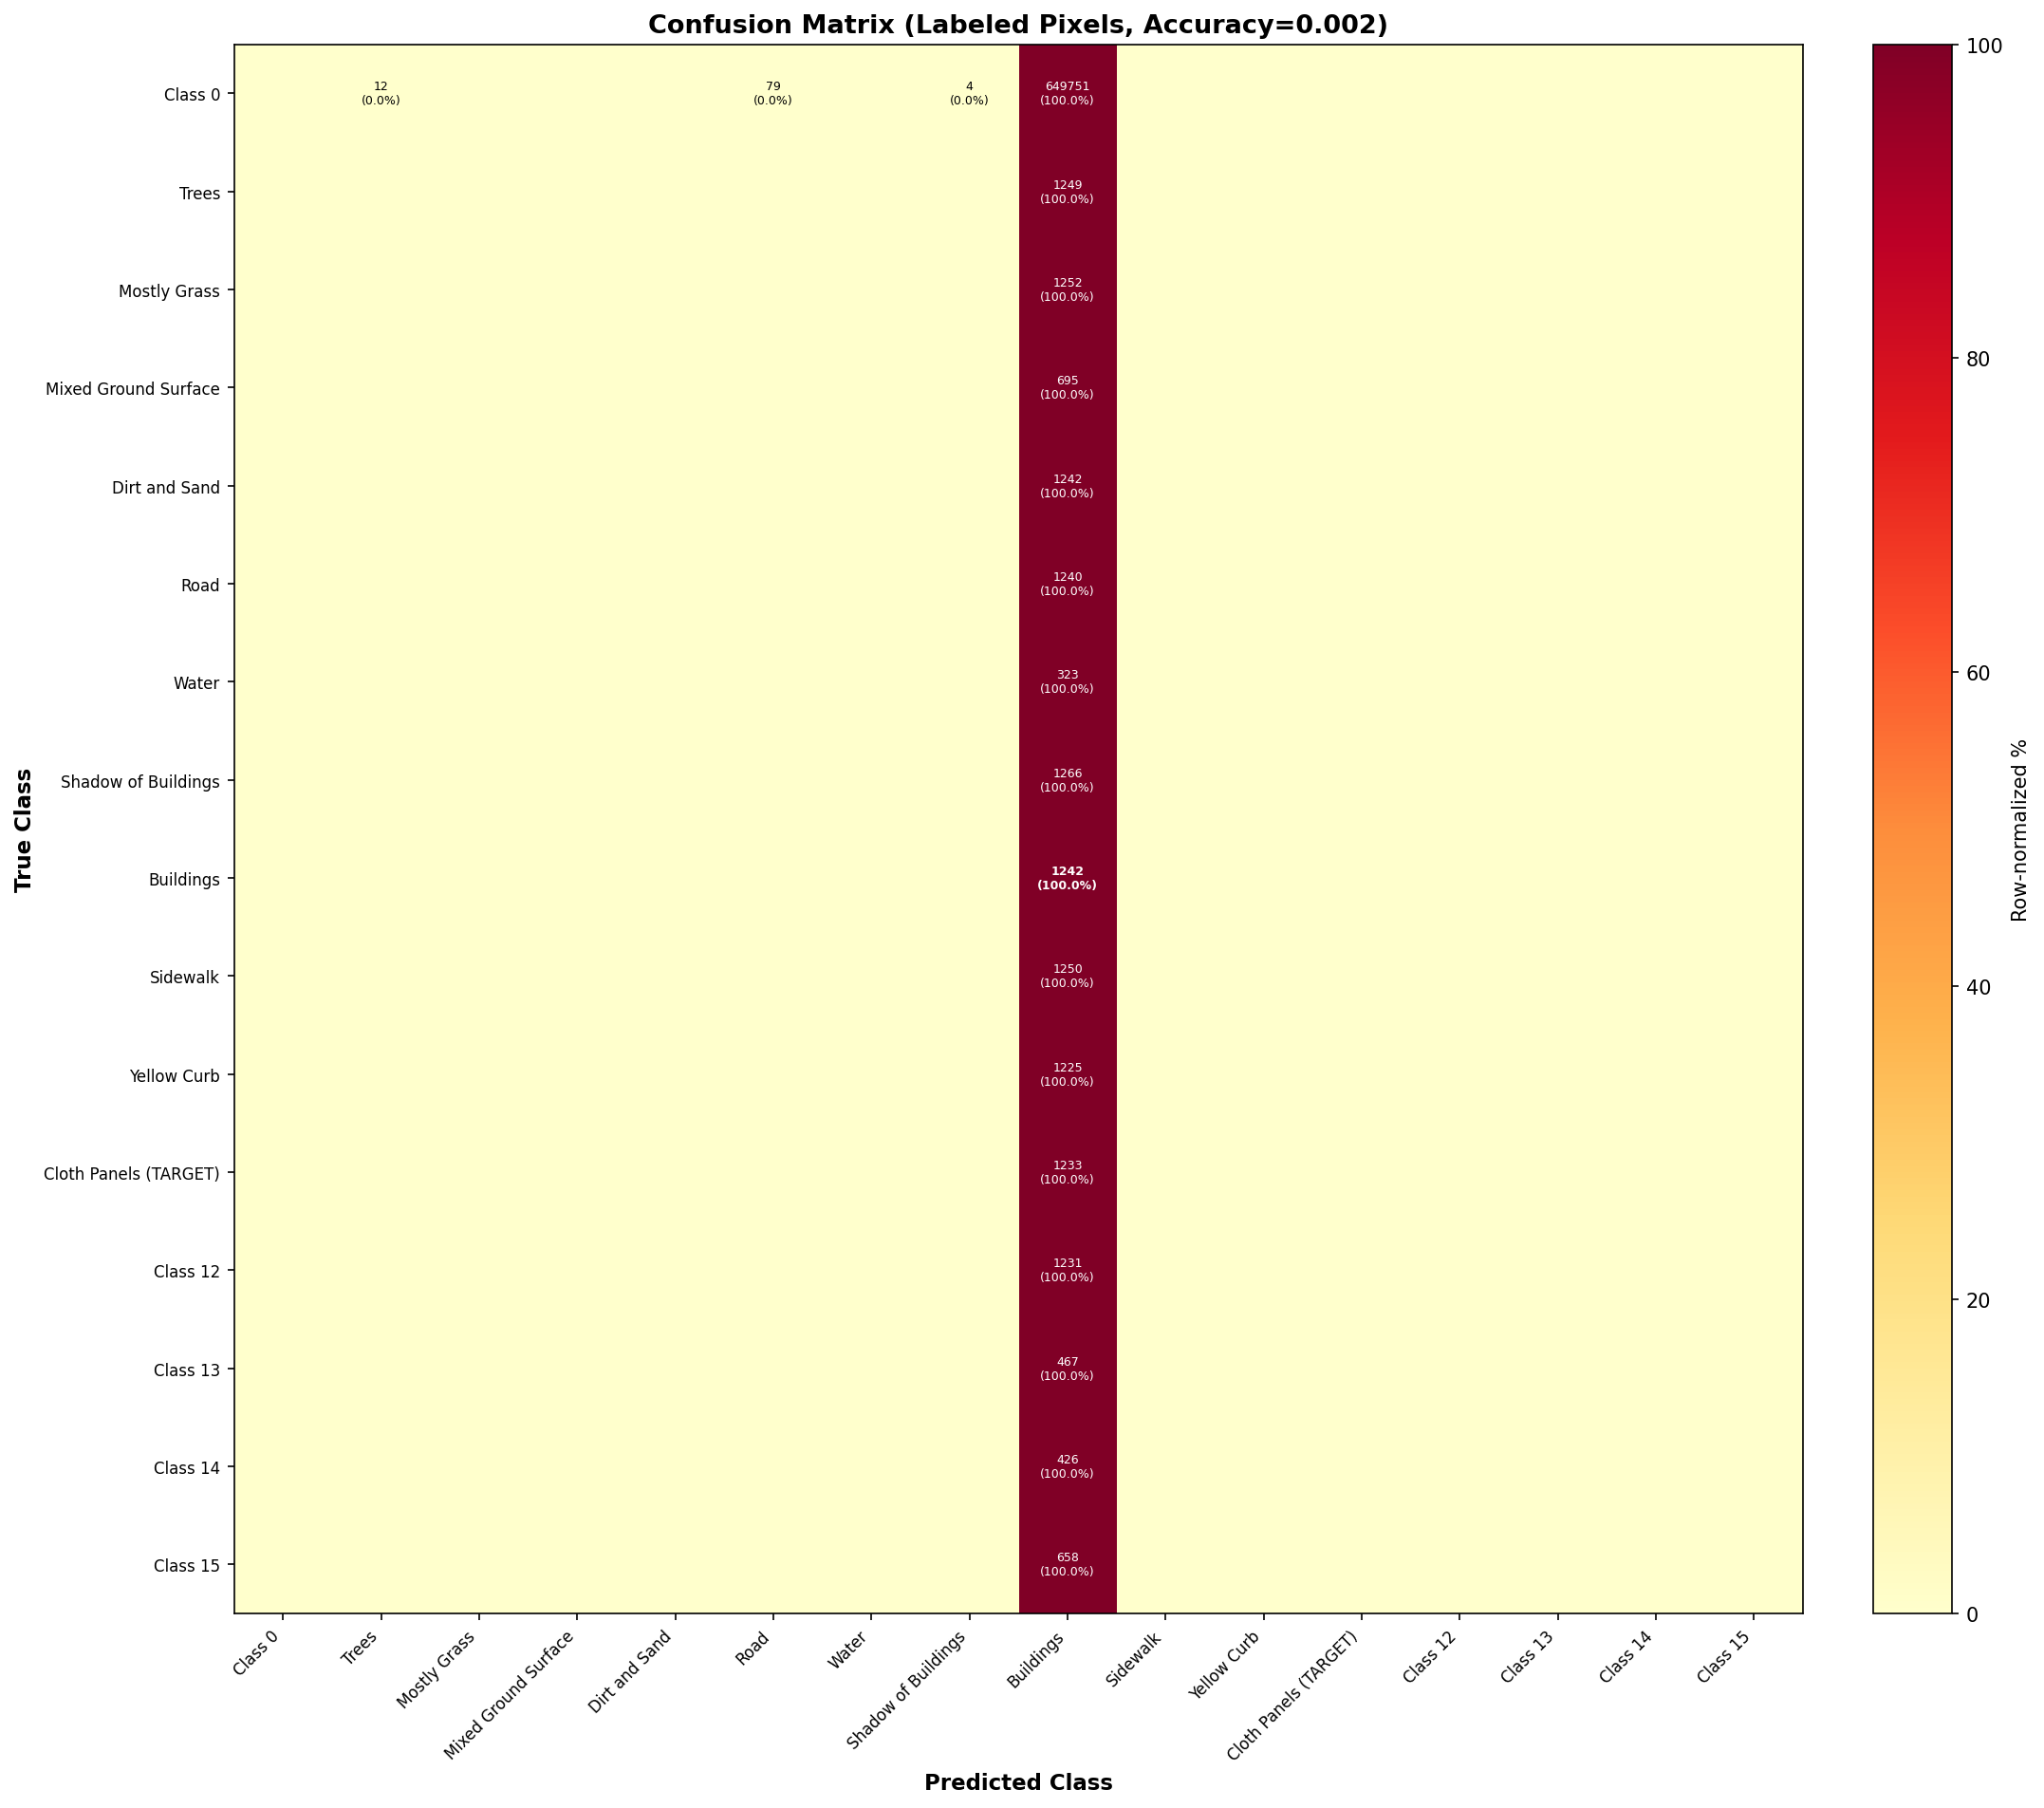 Confusion Matrix (Labeled Pixels, Accuracy=0.002)
True Class
Class 0
12
(0.0%)
79
(0.0%)
4
(0.0%)
649751
(100.0%)
Trees
1249
(100.0%)
Mostly Grass
1252
(100.0%)
Mixed Ground Surface
695
(100.0%)
Dirt and Sand
1242
(100.0%)
Road
1240
(100.0%)
Water
323
(100.0%)
Shadow of Buildings
1266
(100.0%)
Buildings
1242
(100.0%)
Sidewalk
1250
(100.0%)
Yellow Curb
1225
(100.0%)
Cloth Panels (TARGET)
1233
(100.0%)
Class 12
1231
(100.0%)
Class 13
467
(100.0%)
Class 14
426
(100.0%)
Class 15
658
(100.0%)
Class 0
Trees
Mostly Grass
Mixed Ground Surface
Dirt and Sand
Road
Water
Shadow of Buildings
Buildings
Sidewalk
Yellow Curb
Cloth Panels (TARGET)
Class 12
Class 13
Class 14
Class 15
Predicted Class
100
80
60
40
20
0
Row-normalized %